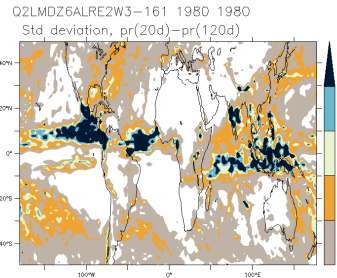 Q2LMDZ6ALRE2W3-161 1980 1980
Std deviation, pr(20d)-pr(120d)
40°N
20°N
0°
20°S
40°S
100°W
0°
100°E